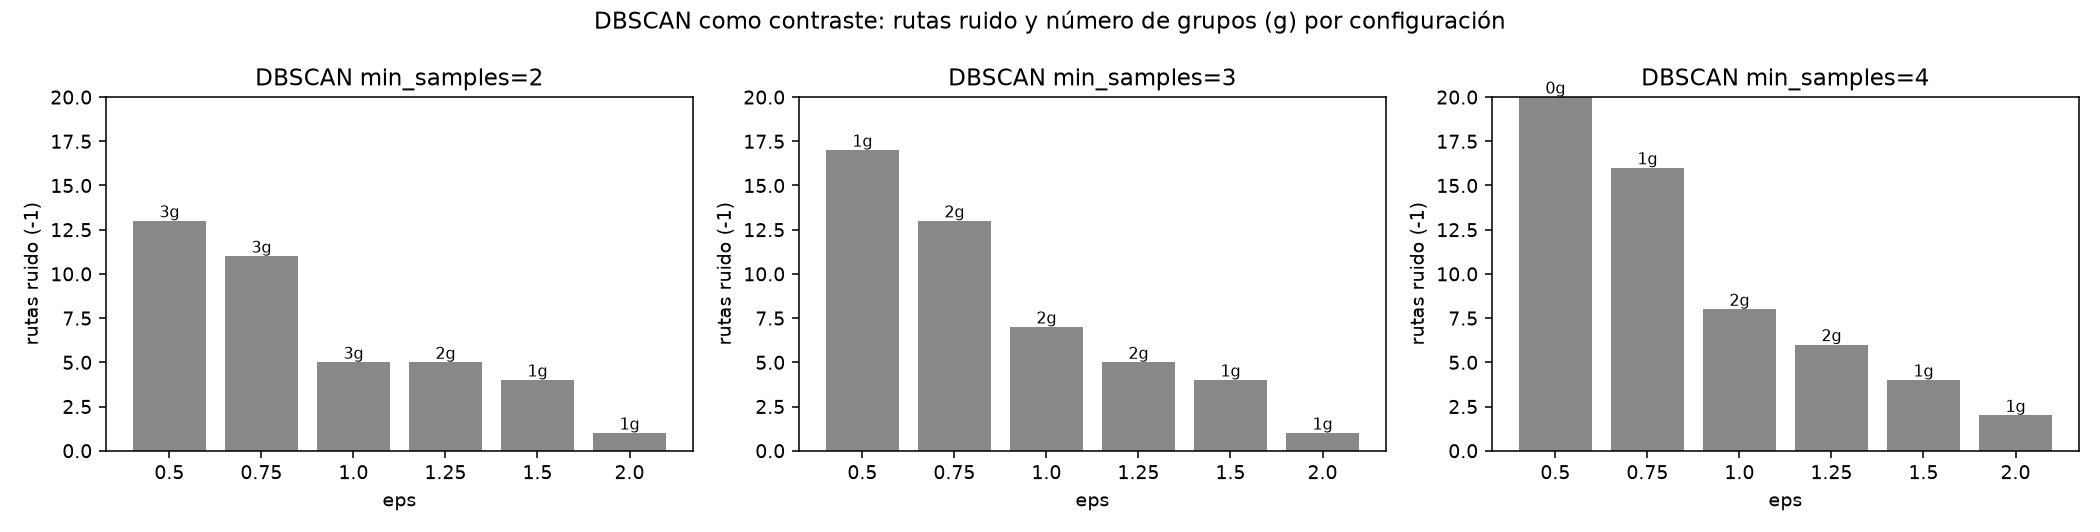 DBSCAN como contraste: rutas ruido y número de grupos (g) por configuración
DBSCAN min_samples=2
20.0
17.5
15.0
12.5
10.0
7.5
5.0
2.5
0.0
rutas ruido (-1)
3g
3g
3g
2g
1g
1g
0.5 0.75 1.0 1.25 1.5 2.0
eps
DBSCAN min_samples=3
20.0
17.5
15.0
12.5
10.0
7.5
5.0
2.5
0.0
rutas ruido (-1)
1g
2g
2g
2g
1g
1g
0.5 0.75 1.0 1.25 1.5 2.0
eps
DBSCAN min_samples=4
20.0
17.5
15.0
12.5
10.0
7.5
5.0
2.5
0.0
rutas ruido (-1)
0g
1g
2g
2g
1g
1g
0.5 0.75 1.0 1.25 1.5 2.0
eps